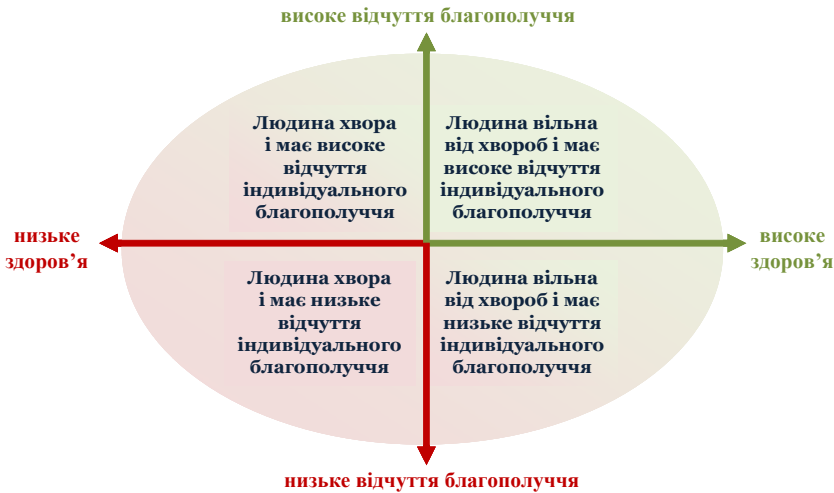 високе відчуття благополуччя
Людина хвора
і має високе
відчуття
індивідуального
благополуччя
Людина вільна
від хвороб і має
високе відчуття
індивідуального
благополуччя
низьке
здоров’я
високе
здоров’я
Людина хвора
і має низьке
відчуття
індивідуального
благополуччя
Людина вільна
від хвороб і має
низьке відчуття
індивідуального
благополуччя
низьке відчуття благополуччя